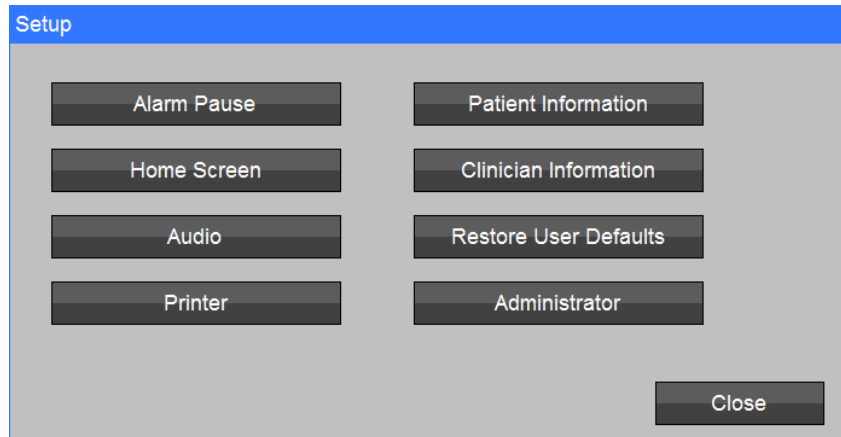 Setup
Alarm Pause
Patient Information
Home Screen
Clinician Information
Audio
Restore User Defaults
Printer
Administrator
Close